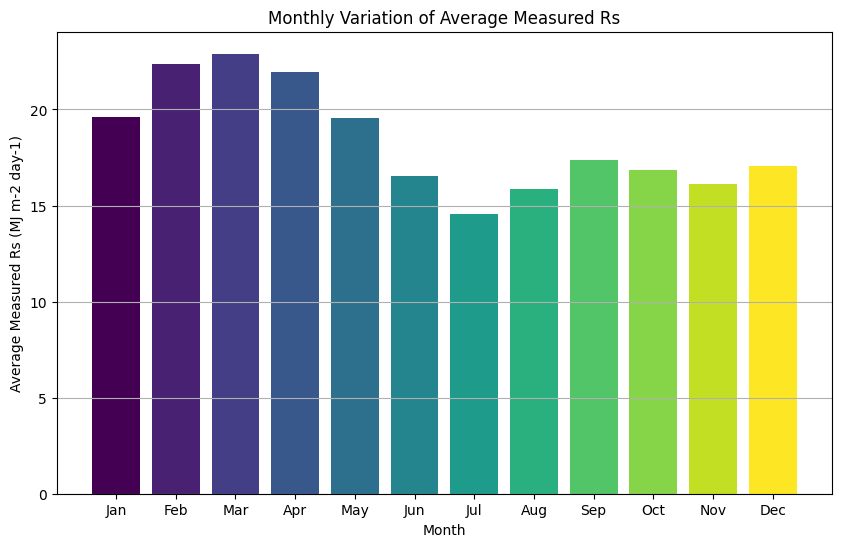 Monthly Variation of Average Measured Rs
Average Measured Rs (MJ m-2 day-1)
20
15
10
5
0
Jan Feb Mar Apr May Jun Jul Aug Sep Oct Nov Dec
Month